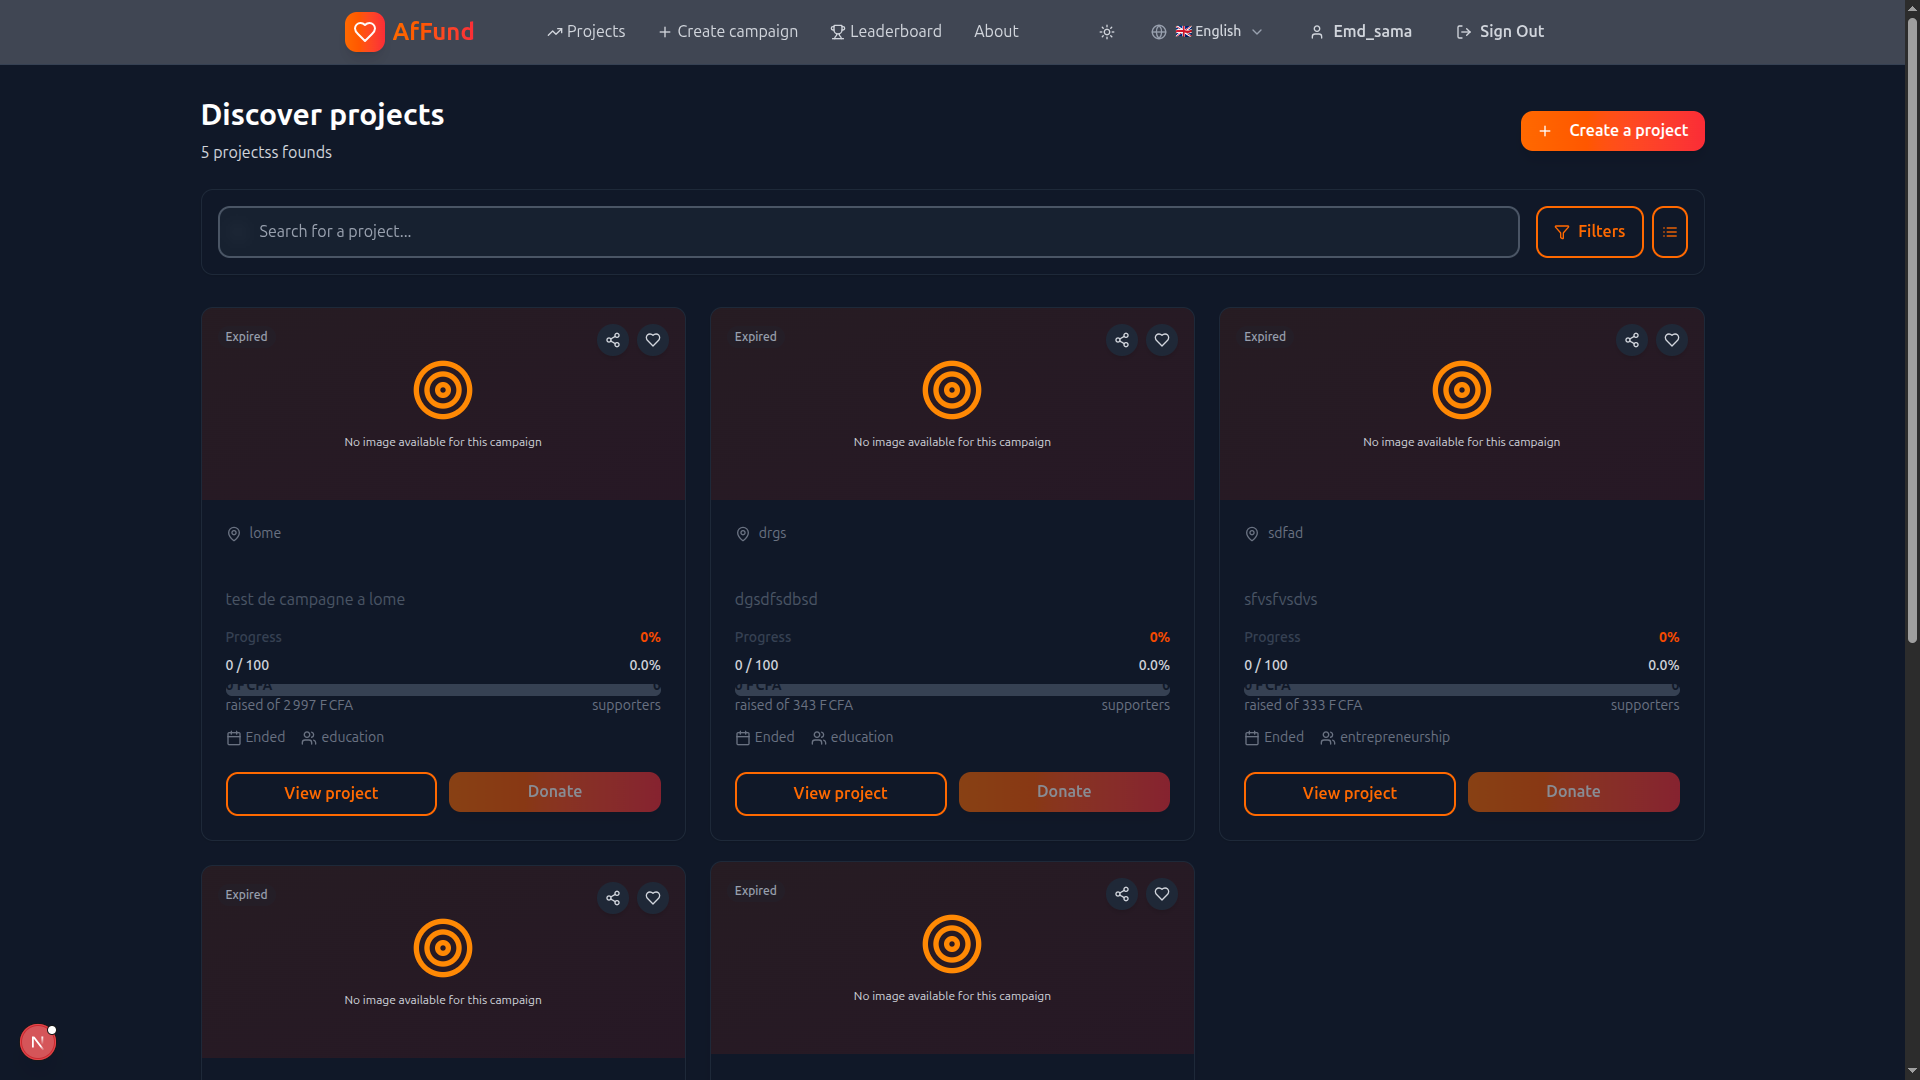 AfFund Projects Create campaign Leaderboard About English Emd_sama Sign Out
Discover projects
5 projectss founds
Create a project
Search for a project...
Filters
Expired
No image available for this campaign
lome
test de campagne a lome
Progress 0%
0 / 100 0.0%
0 F CFA 0
raised of 2 997 F CFA supporters
Ended education
View project Donate
Expired
No image available for this campaign
drgs
dgsdfsdbsd
Progress 0%
0 / 100 0.0%
0 F CFA 0
raised of 343 F CFA supporters
Ended education
View project Donate
Expired
No image available for this campaign
sdfad
sfvsfvsdvs
Progress 0%
0 / 100 0.0%
0 F CFA 0
raised of 333 F CFA supporters
Ended entrepreneurship
View project Donate
Expired
No image available for this campaign
Expired
No image available for this campaign
N